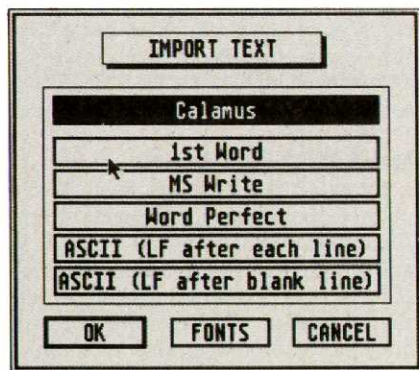 IMPORT TEXT
Calamus
1st Word
MS Write
Word Perfect
ASCII (LF after each line)
ASCII (LF after blank line)
OK FONTS CANCEL